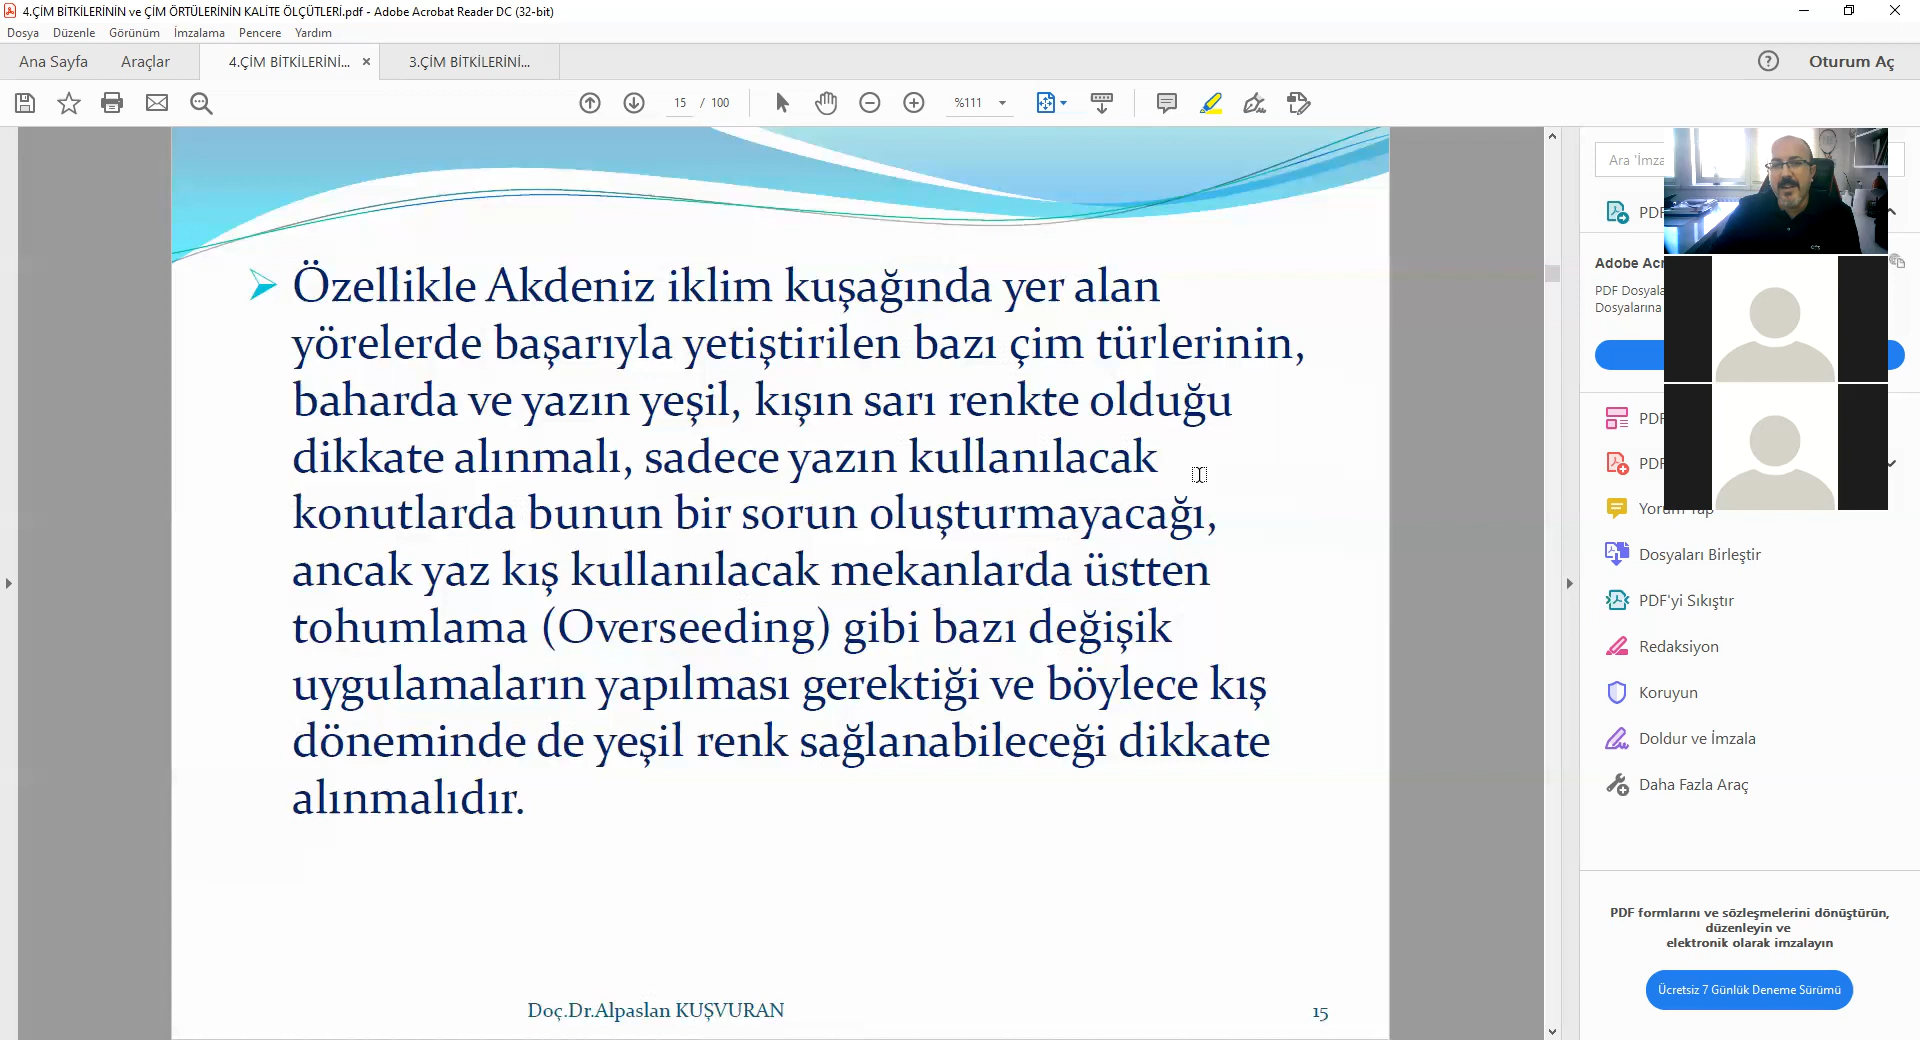 4.ÇİM BİTKİLERİNİN ve ÇİM ÖRTÜLERİNİN KALİTE ÖLÇÜTLERİ.pdf - Adobe Acrobat Reader DC (32-bit)
Dosya Düzenle Görünüm İmzalama Pencere Yardım
Ana Sayfa Araçlar 4.ÇİM BİTKİLERİNİ... 3.ÇİM BİTKİLERİNİ... Oturum Aç
15 / 100 %111
Özellikle Akdeniz iklim kuşağında yer alan
yörelerde başarıyla yetiştirilen bazı çim türlerinin,
baharda ve yazın yeşil, kışın sarı renkte olduğu
dikkate alınmalı, sadece yazın kullanılacak
konutlarda bunun bir sorun oluşturmayacağı,
ancak yaz kış kullanılacak mekanlarda üstten
tohumlama (Overseeding) gibi bazı değişik
uygulamaların yapılması gerektiği ve böylece kış
döneminde de yeşil renk sağlanabileceği dikkate
alınmalıdır.
Doç.Dr.Alpaslan KUŞVURAN
15
Ara
PDF
Adobe
PDF Dosyala
Dosyalarına
PDF
PDF
Yorum Yap
Dosyaları Birleştir
PDF'yi Sıkıştır
Redaksiyon
Koruyun
Doldur ve İmzala
Daha Fazla Araç
PDF formlarını ve sözleşmelerini dönüştürün,
düzenleyin ve
elektronik olarak imzalayın
Ücretsiz 7 Günlük Deneme Sürümü